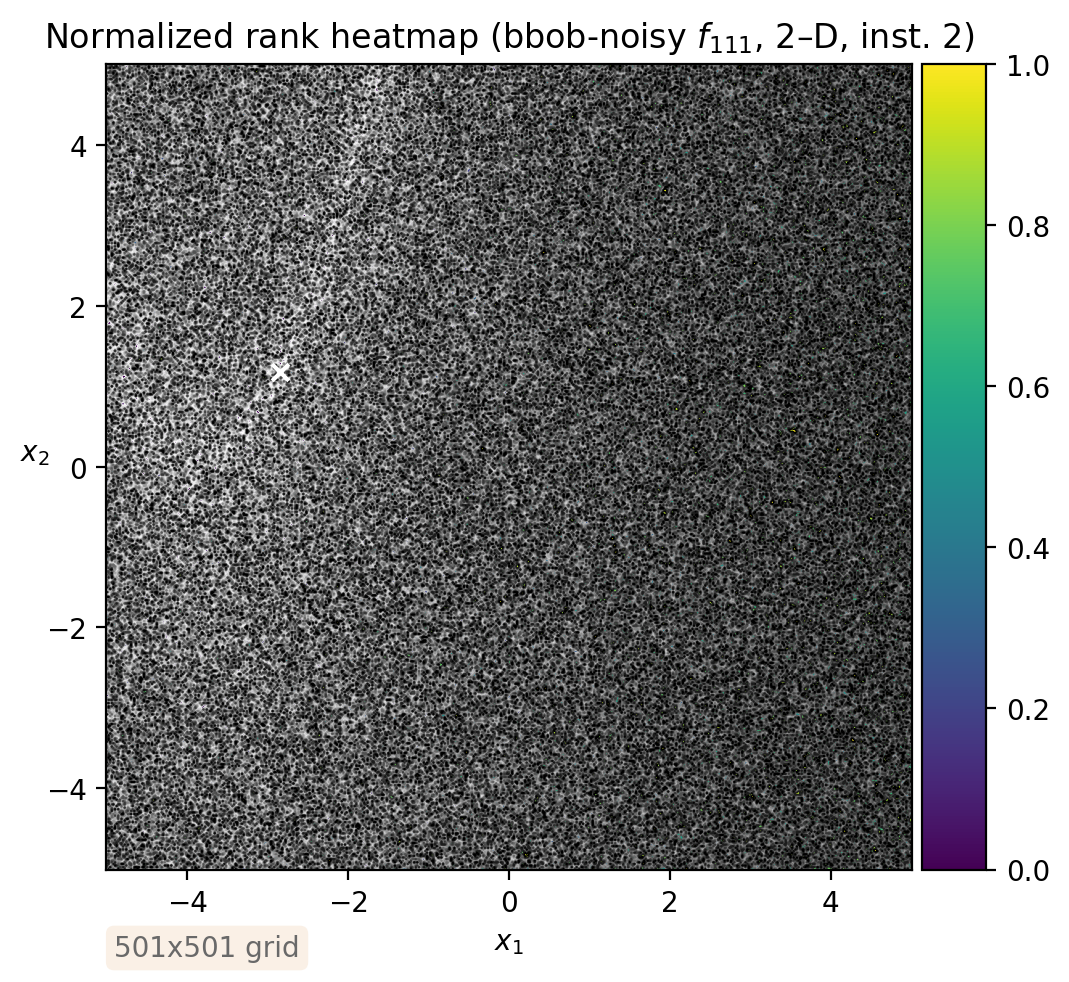 Normalized rank heatmap (bbob-noisy f₁₁₁, 2–D, inst. 2)
1.0
0.8
0.6
0.4
0.2
0.0
4
2
0
−2
−4
x₂
−4 −2 0 2 4
x₁
501x501 grid